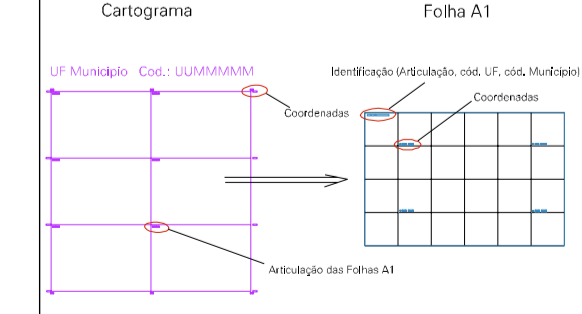 Cartograma
Folha A1
UF Município Cod.: UUMMMMM
Identificação (Articulação, cód. UF, cód. Município)
Coordenadas
Coordenadas
Articulação das Folhas A1